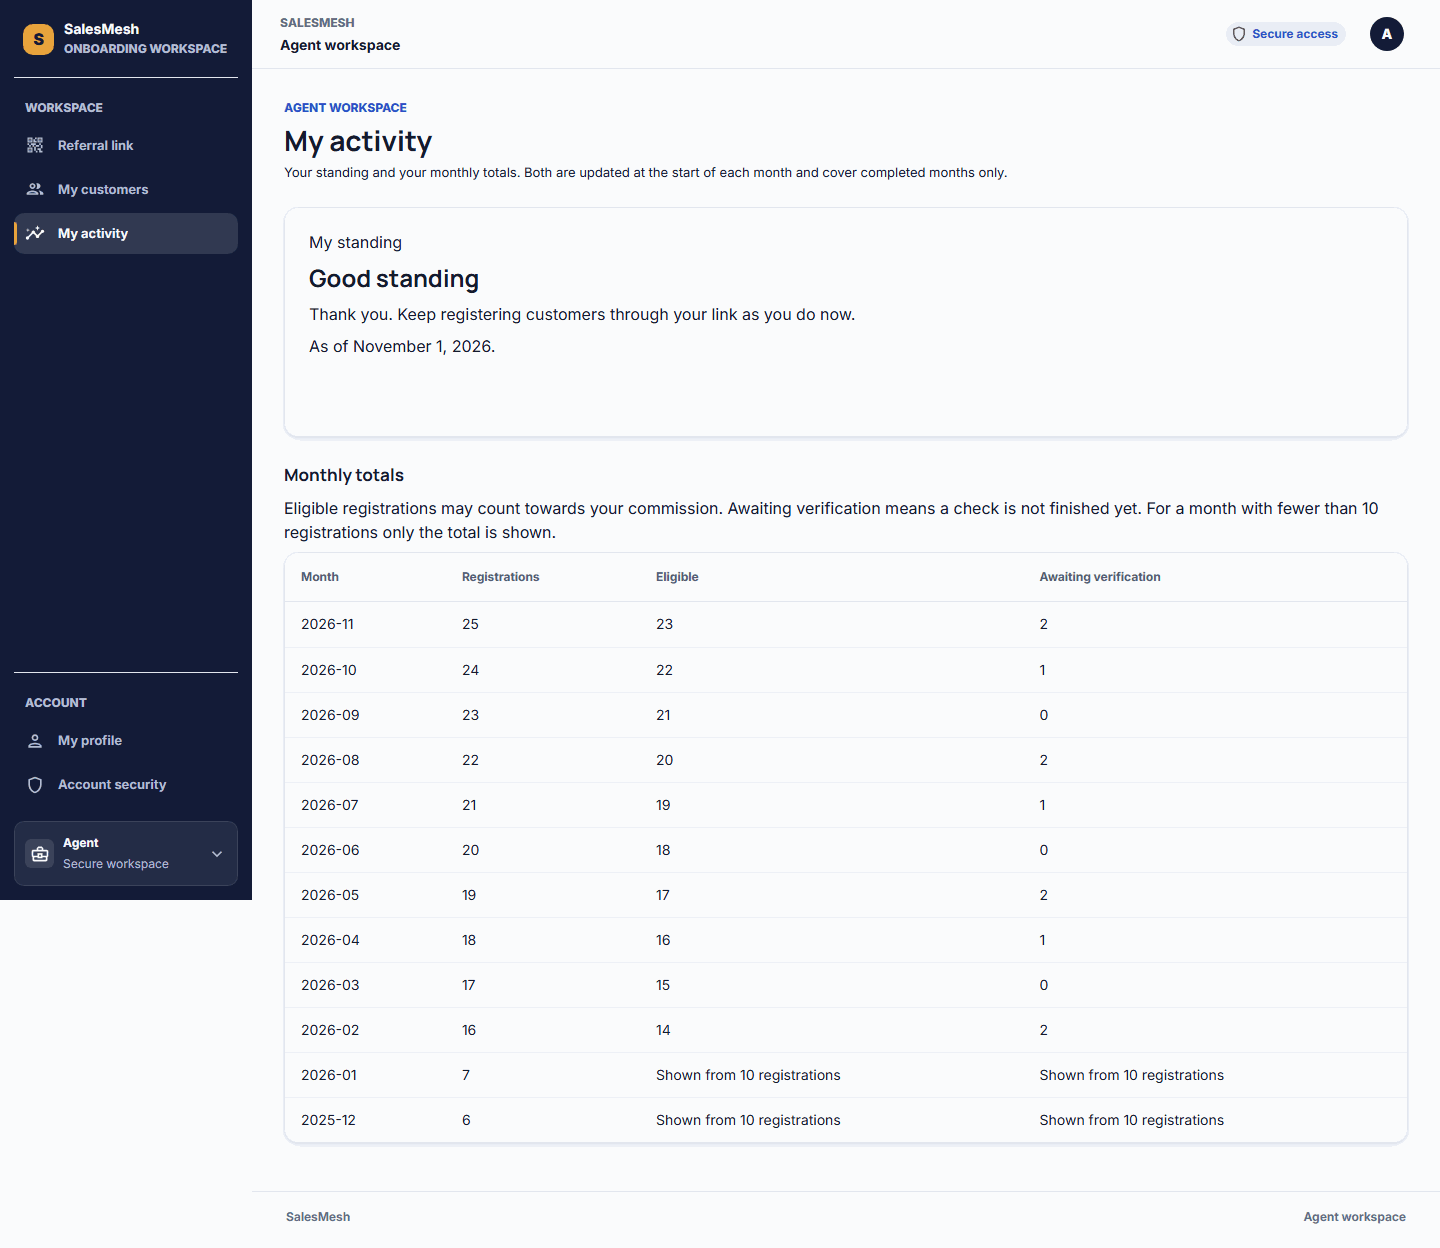 S
SalesMesh
ONBOARDING WORKSPACE
WORKSPACE
Referral link
My customers
My activity
ACCOUNT
My profile
Account security
Agent
Secure workspace
SALESMESH
Agent workspace
Secure access
A
AGENT WORKSPACE
My activity
Your standing and your monthly totals. Both are updated at the start of each month and cover completed months only.
My standing
Good standing
Thank you. Keep registering customers through your link as you do now.
As of November 1, 2026.
Monthly totals
Eligible registrations may count towards your commission. Awaiting verification means a check is not finished yet. For a month with fewer than 10
registrations only the total is shown.
Month Registrations Eligible Awaiting verification
2026-11 25 23 2
2026-10 24 22 1
2026-09 23 21 0
2026-08 22 20 2
2026-07 21 19 1
2026-06 20 18 0
2026-05 19 17 2
2026-04 18 16 1
2026-03 17 15 0
2026-02 16 14 2
2026-01 7 Shown from 10 registrations Shown from 10 registrations
2025-12 6 Shown from 10 registrations Shown from 10 registrations
SalesMesh Agent workspace